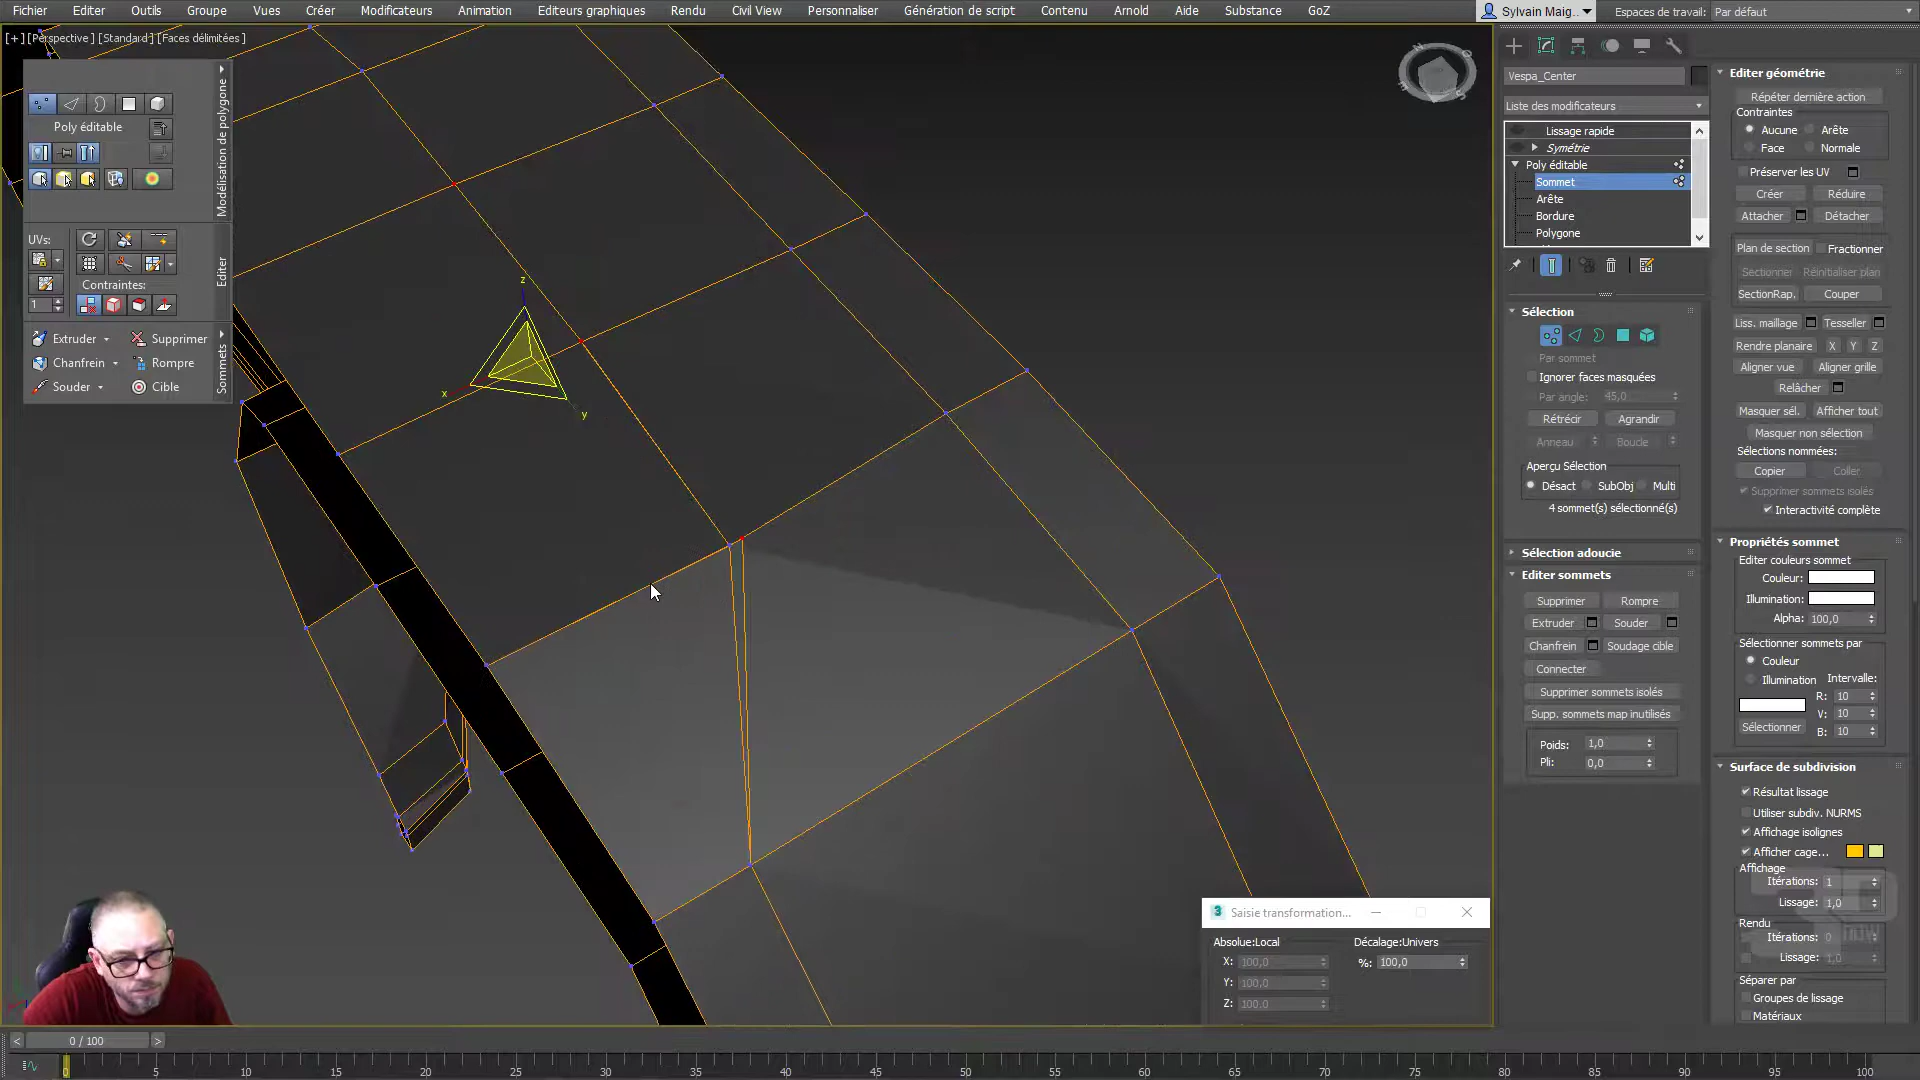 Fichier Editer Outils Groupe Vues Créer Modificateurs Animation Editeurs graphiques Rendu Civil View Personnaliser Génération de script Contenu Arnold Aide Substance GoZ Sylvain Maig.. Espaces de travail: Par défaut
[+] [Perspective] [Standard] [Faces délimitées]
Poly éditable
Modélisation de polygone
UVs:
Editer
Contraintes:
1
Extruder Supprimer
Chanfrein Rompre
Souder Cible
Sommets
z
x
y
Vespa_Center
Liste des modificateurs
Lissage rapide
Symétrie
Poly éditable
Sommet
Arête
Bordure
Polygone
Sélection
Par sommet
Ignorer faces masquées
Par angle: 45,0
Rétrécir Agrandir
Anneau Boucle
Aperçu Sélection
Désact SubObj Multi
4 sommet(s) sélectionné(s)
Sélection adoucie
Editer sommets
Supprimer Rompre
Extruder Souder
Chanfrein Soudage cible
Connecter
Supprimer sommets isolés
Supp. sommets map inutilisés
Poids: 1,0
Pli: 0,0
Editer géométrie
Répéter dernière action
Contraintes
Aucune Arête
Face Normale
Préserver les UV
Créer Réduire
Attacher Détacher
Plan de section Fractionner
Sectionner Réinitialiser plan
SectionRap. Couper
Liss. maillage Tesseller
Rendre planaire X Y Z
Aligner vue Aligner grille
Relâcher
Masquer sél. Afficher tout
Masquer non sélection
Sélections nommées:
Copier Coller
Supprimer sommets isolés
Interactivité complète
Propriétés sommet
Editer couleurs sommet
Couleur:
Illumination:
Alpha: 100,0
Sélectionner sommets par
Couleur
Illumination Intervalle:
R: 10
V: 10
Sélectionner B: 10
Surface de subdivision
Résultat lissage
Utiliser subdiv. NURMS
Affichage isolignes
Afficher cage...
Affichage
Itérations: 1
Lissage: 1,0
Rendu
Itérations: 0
Lissage: 1,0
Séparer par
Groupes de lissage
Matériaux
3 Saisie transformation...
Absolue:Local Décalage:Univers
X: 100,0 %: 100,0
Y: 100,0
Z: 100,0
< 0 / 100 >
0 5 10 15 20 25 30 35 40 45 50 55 60 65 70 75 80 85 90 95 100